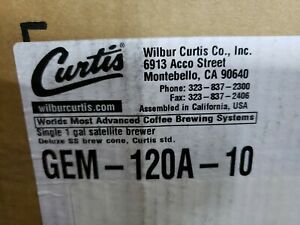 Curtis®
Wilbur Curtis Co., Inc.
6913 Acco Street
Montebello, CA 90640
Phone: 323-837-2300
Fax: 323-837-2406
wilburcurtis.com
Assembled in California, USA
Worlds Most Advanced Coffee Brewing Systems
Single 1 gal satellite brewer
Deluxe SS brew cone, Curtis std.
GEM-120A-10